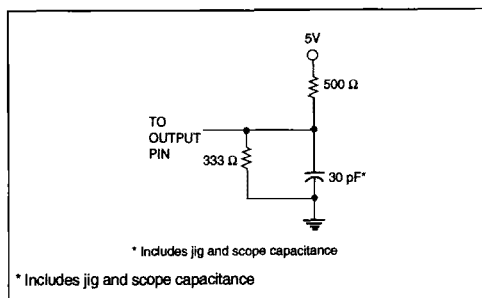 5V
500 Ω
TO
OUTPUT
PIN
333 Ω
30 pF*
* Includes jig and scope capacitance
* Includes jig and scope capacitance